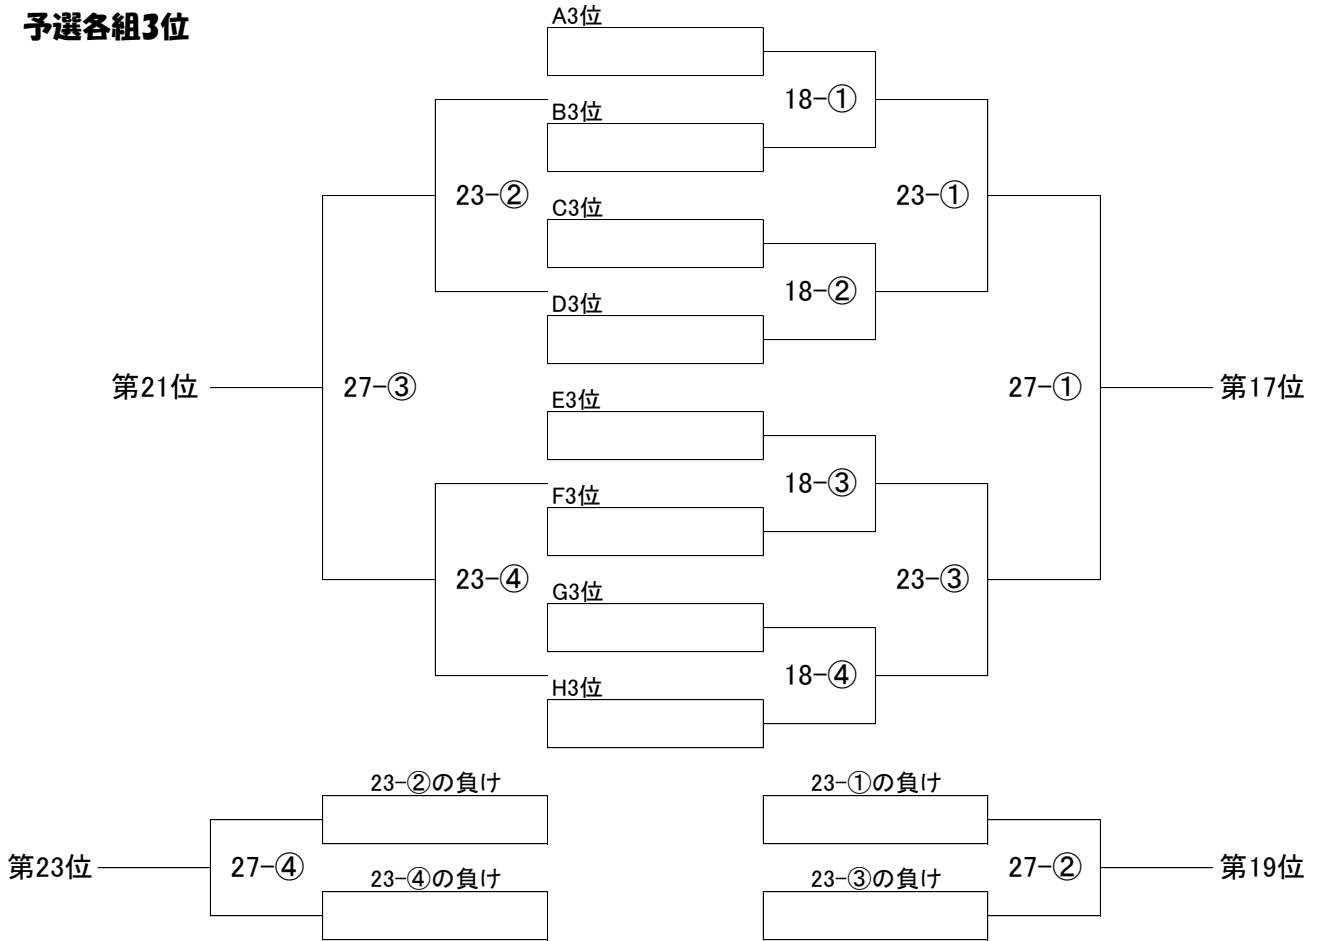 予選各組3位
A3位
18-①
B3位
23-②
23-①
C3位
18-②
D3位
第21位
27-③
27-①
第17位
E3位
18-③
F3位
23-④
23-③
G3位
18-④
H3位
23-②の負け
23-①の負け
第23位
27-④
27-②
第19位
23-④の負け
23-③の負け